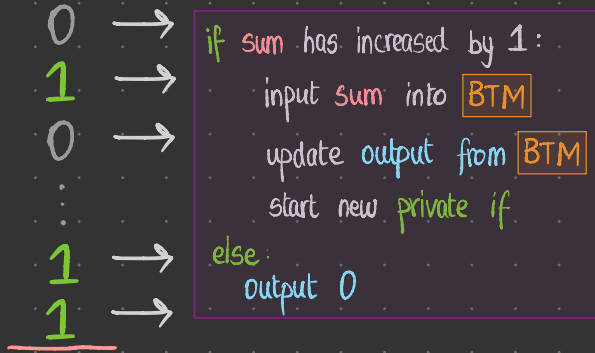 0 →
if sum has increased by 1:
1 →
input sum into BTM
0 →
update output from BTM
start new private if
1 →
else:
output 0
1 →